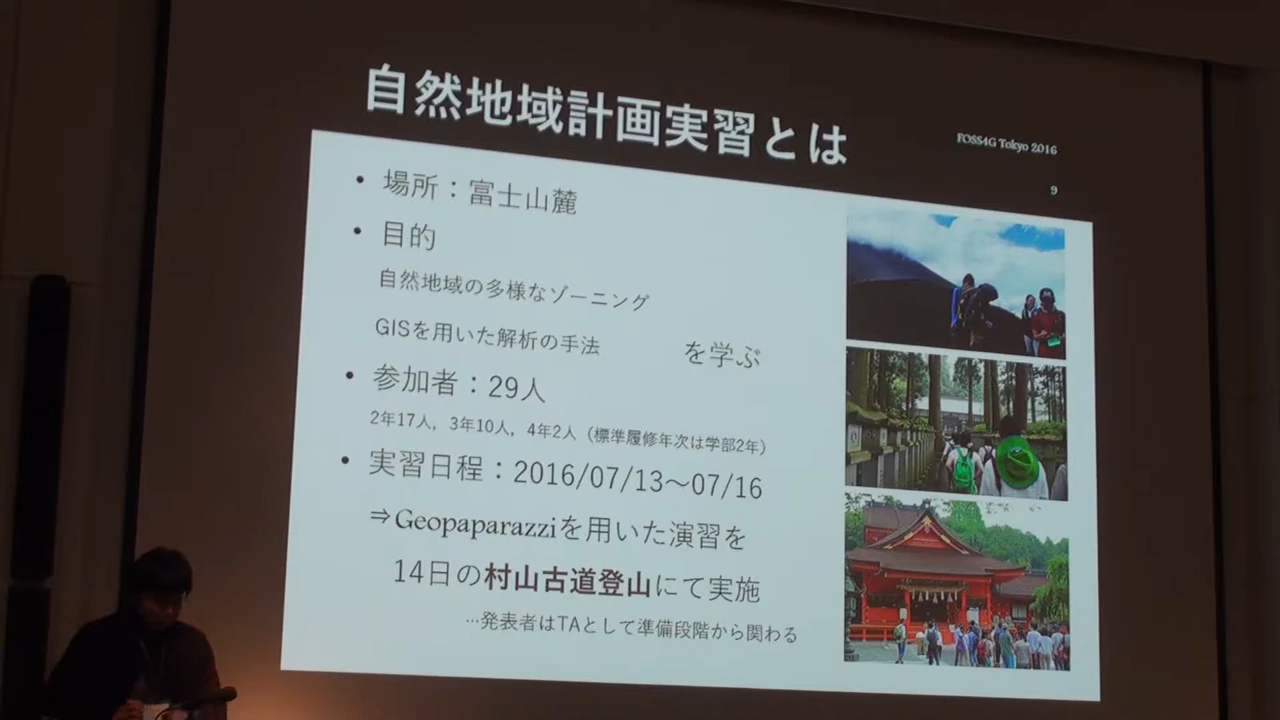 自然地域計画実習とは
FOSS4G Tokyo 2016
9
• 場所：富士山麓
• 目的
自然地域の多様なゾーニング
GISを用いた解析の手法
を学ぶ
• 参加者：29人
2年17人，3年10人，4年2人（標準履修年次は学部2年）
• 実習日程：2016/07/13～07/16
⇒Geopaparazziを用いた演習を
14日の村山古道登山にて実施
…発表者はTAとして準備段階から関わる